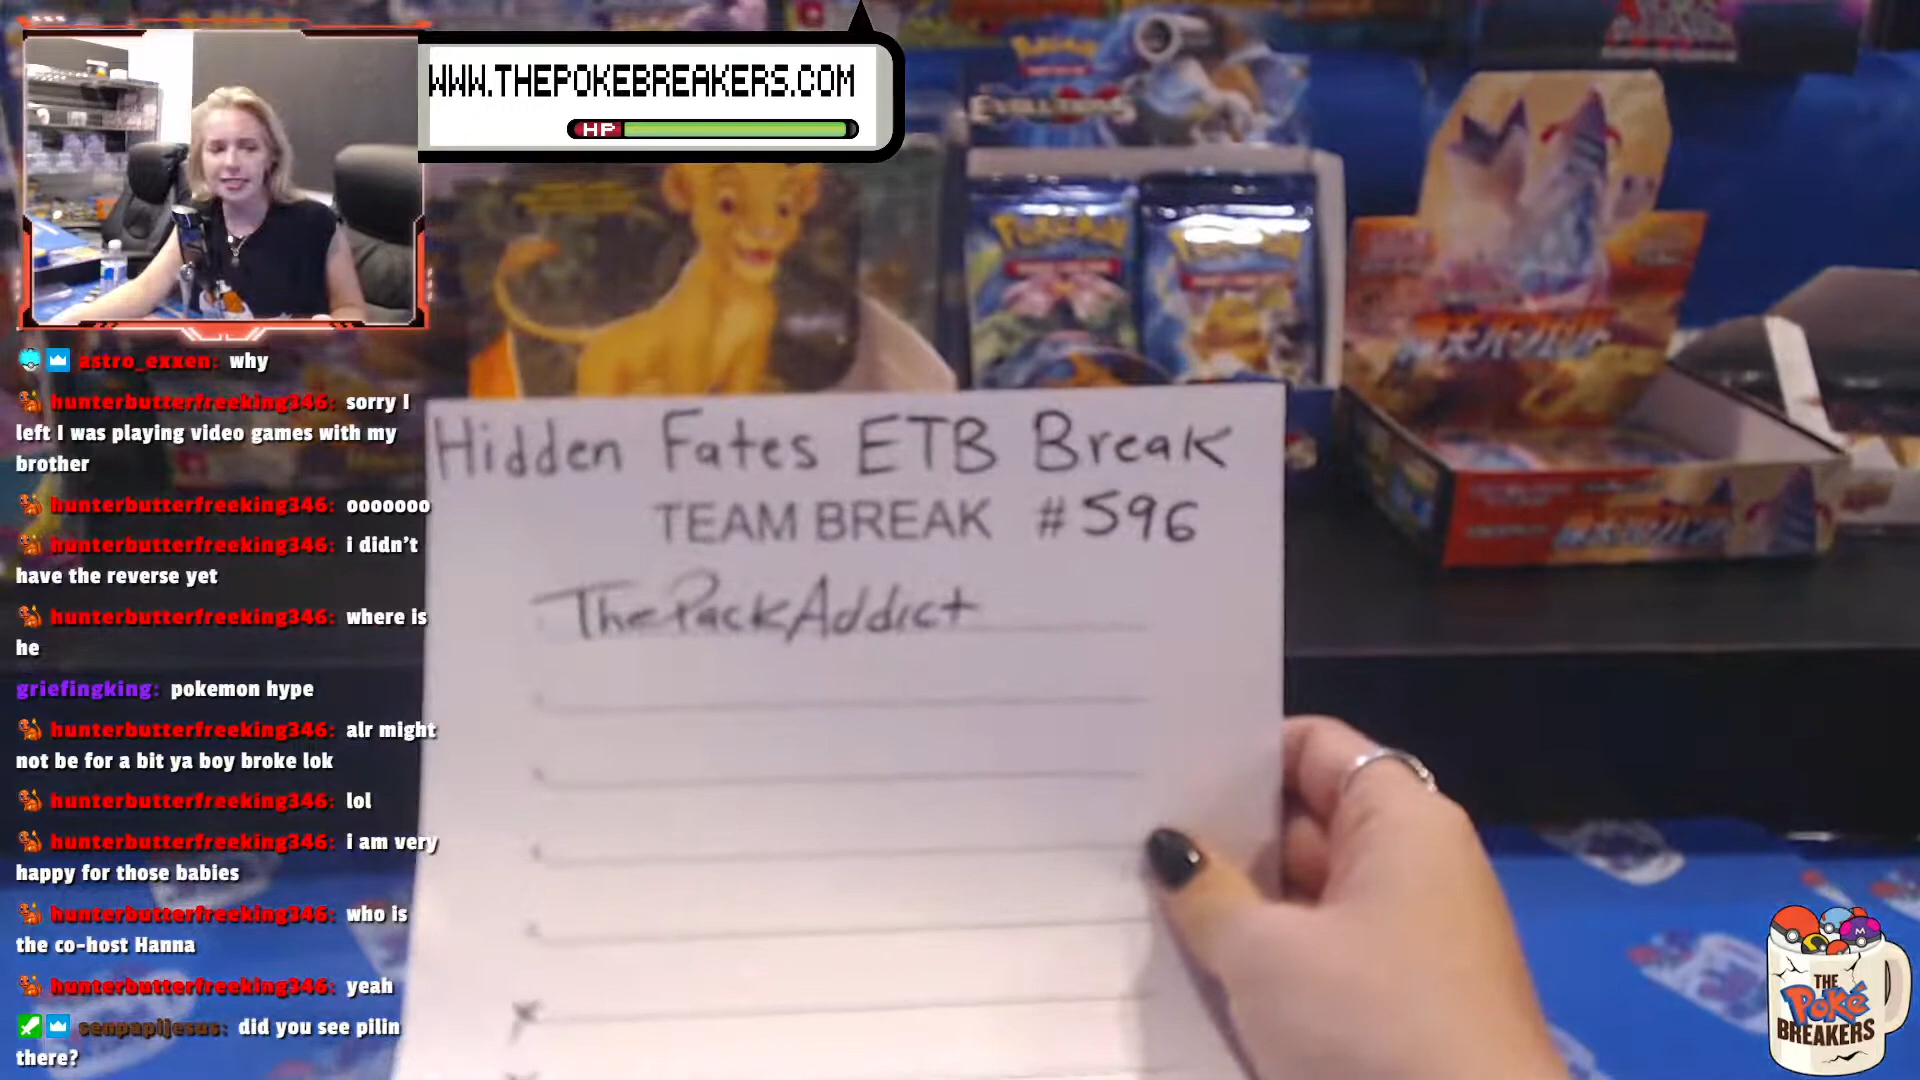 WWW.THEPOKEBREAKERS.COM
HP
EVOLUTIONS
Pokémon
Pokémon
astro_exxen: why
hunterbutterfreeking346: sorry I
left I was playing video games with my
brother
hunterbutterfreeking346: ooooooo
hunterbutterfreeking346: i didn't
have the reverse yet
hunterbutterfreeking346: where is
he
griefingking: pokemon hype
hunterbutterfreeking346: alr might
not be for a bit ya boy broke lok
hunterbutterfreeking346: lol
hunterbutterfreeking346: i am very
happy for those babies
hunterbutterfreeking346: who is
the co-host Hanna
hunterbutterfreeking346: yeah
senpapijesus: did you see pilin
there?
Hidden Fates ETB Break
TEAM BREAK #596
ThePackAddict
THE
Poké
BREAKERS